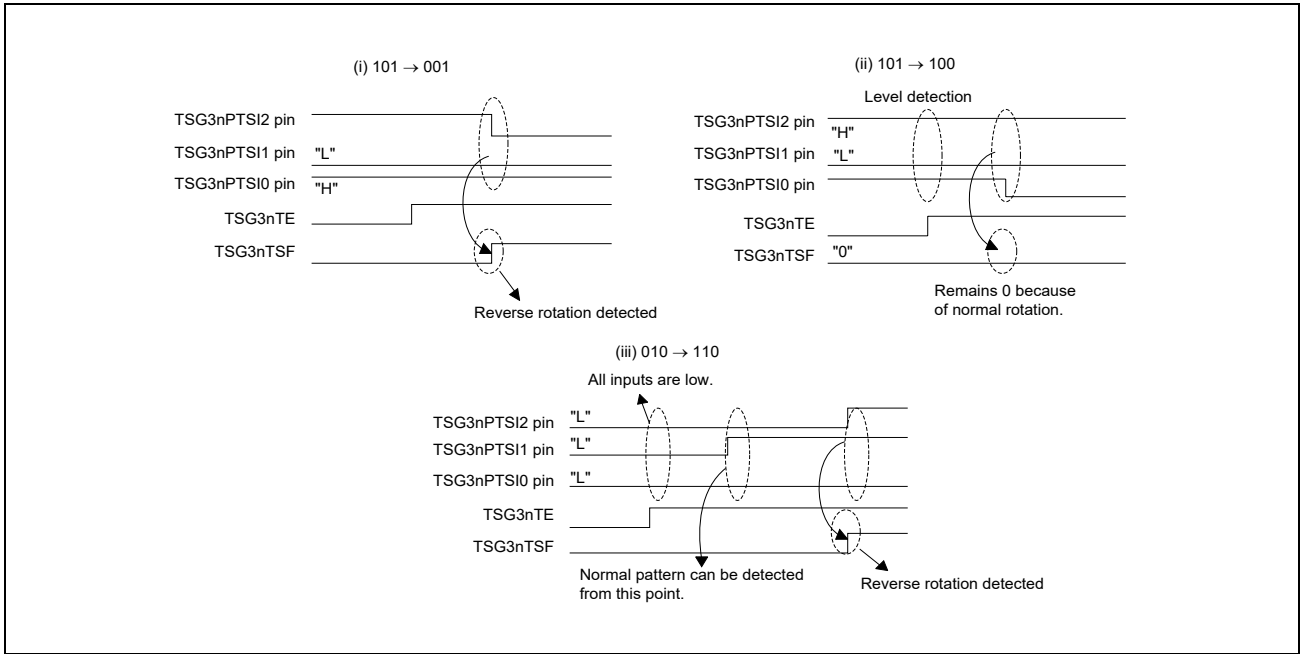 (i) 101 → 001
TSG3nPTSI2 pin
TSG3nPTSI1 pin "L"
TSG3nPTSI0 pin "H"
TSG3nTE
TSG3nTSF
Reverse rotation detected
(ii) 101 → 100
Level detection
TSG3nPTSI2 pin "H"
TSG3nPTSI1 pin "L"
TSG3nPTSI0 pin
TSG3nTE
TSG3nTSF "0"
Remains 0 because
of normal rotation.
(iii) 010 → 110
All inputs are low.
TSG3nPTSI2 pin "L"
TSG3nPTSI1 pin "L"
TSG3nPTSI0 pin "L"
TSG3nTE
TSG3nTSF
Normal pattern can be detected
from this point.
Reverse rotation detected